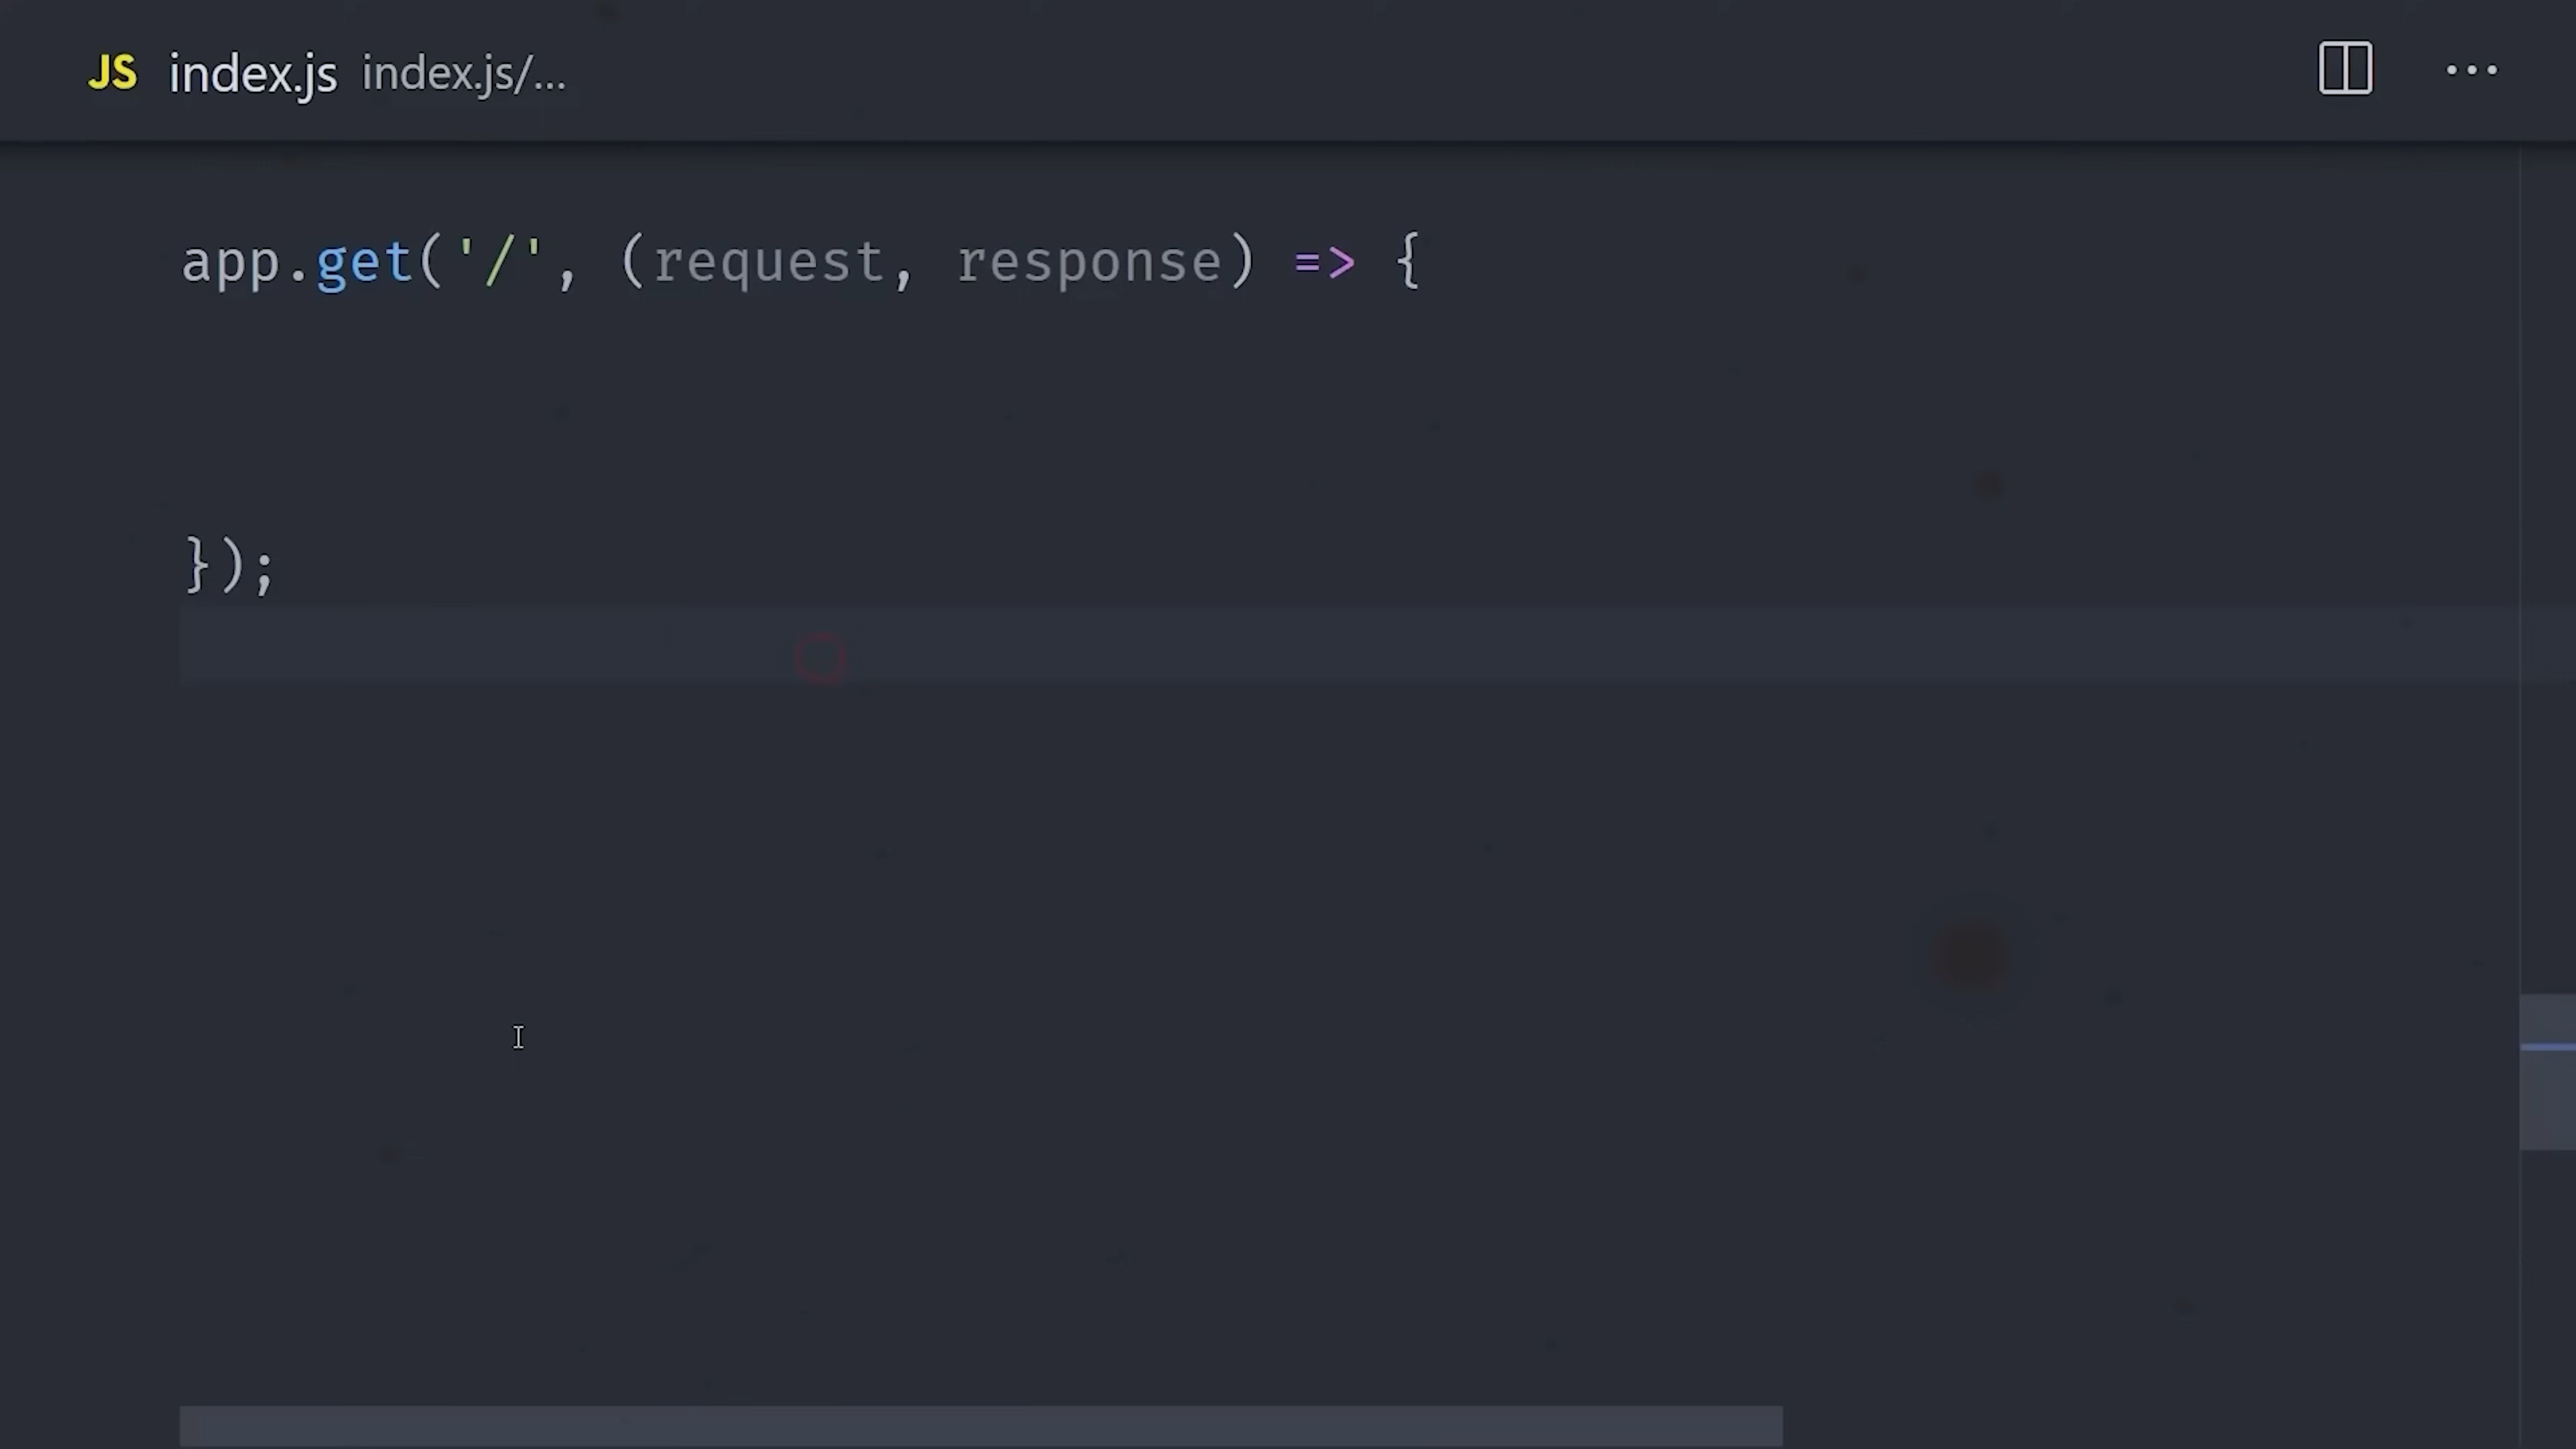 JS index.js index.js/...
app.get('/', (request, response) => {
});